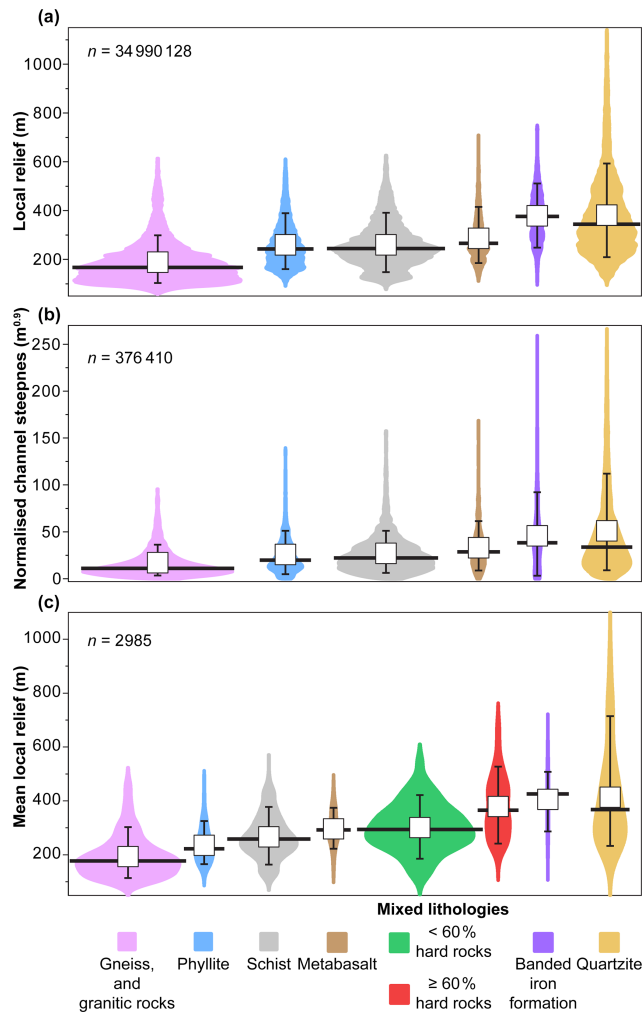 (a)
n = 34 990 128
Local relief (m)
1000
800
600
400
200
(b)
n = 376 410
Normalised channel steepnes (m^0.9)
250
200
150
100
50
0
(c)
n = 2985
Mean local relief (m)
1000
800
600
400
200
Mixed lithologies
Gneiss,
and
granitic rocks
Phyllite
Schist
Metabasalt
< 60 %
hard rocks
≥ 60 %
hard rocks
Banded
iron
formation
Quartzite